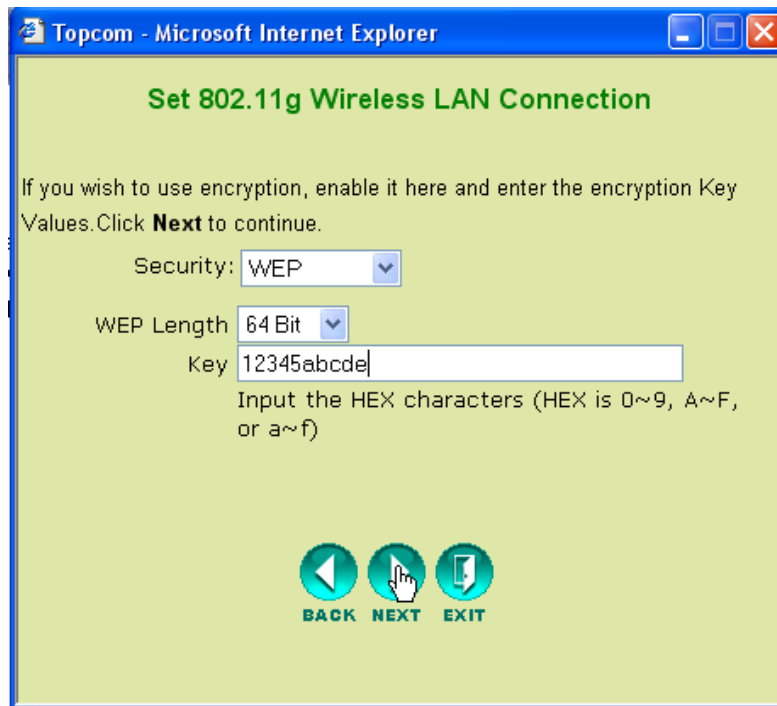 Topcom - Microsoft Internet Explorer
Set 802.11g Wireless LAN Connection
If you wish to use encryption, enable it here and enter the encryption Key
Values.Click Next to continue.
Security: WEP
WEP Length 64 Bit
Key 12345abcde
Input the HEX characters (HEX is 0~9, A~F,
or a~f)
BACK NEXT EXIT